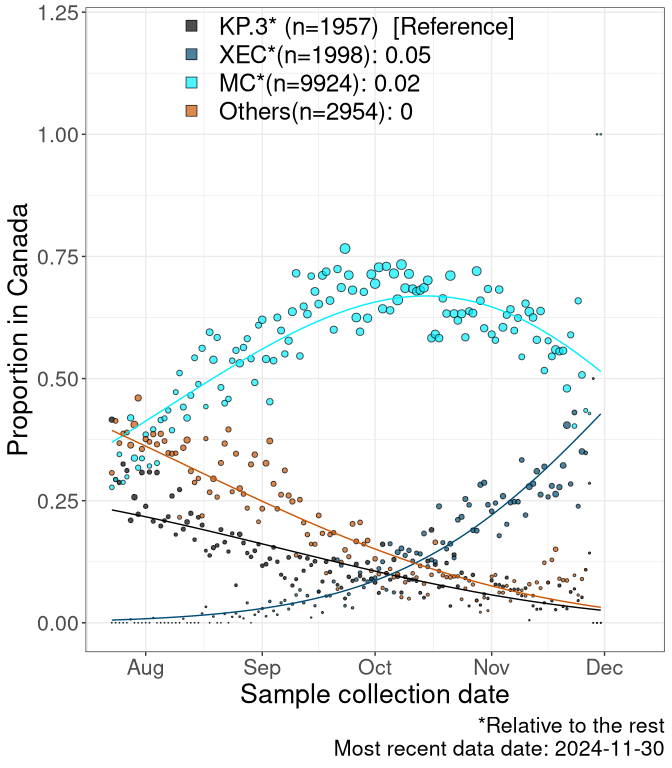 KP.3* (n=1957)  [Reference]
XEC*(n=1998): 0.05
MC*(n=9924): 0.02
Others(n=2954): 0
Proportion in Canada
1.25
1.00
0.75
0.50
0.25
0.00
Aug Sep Oct Nov Dec
Sample collection date
*Relative to the rest
Most recent data date: 2024-11-30